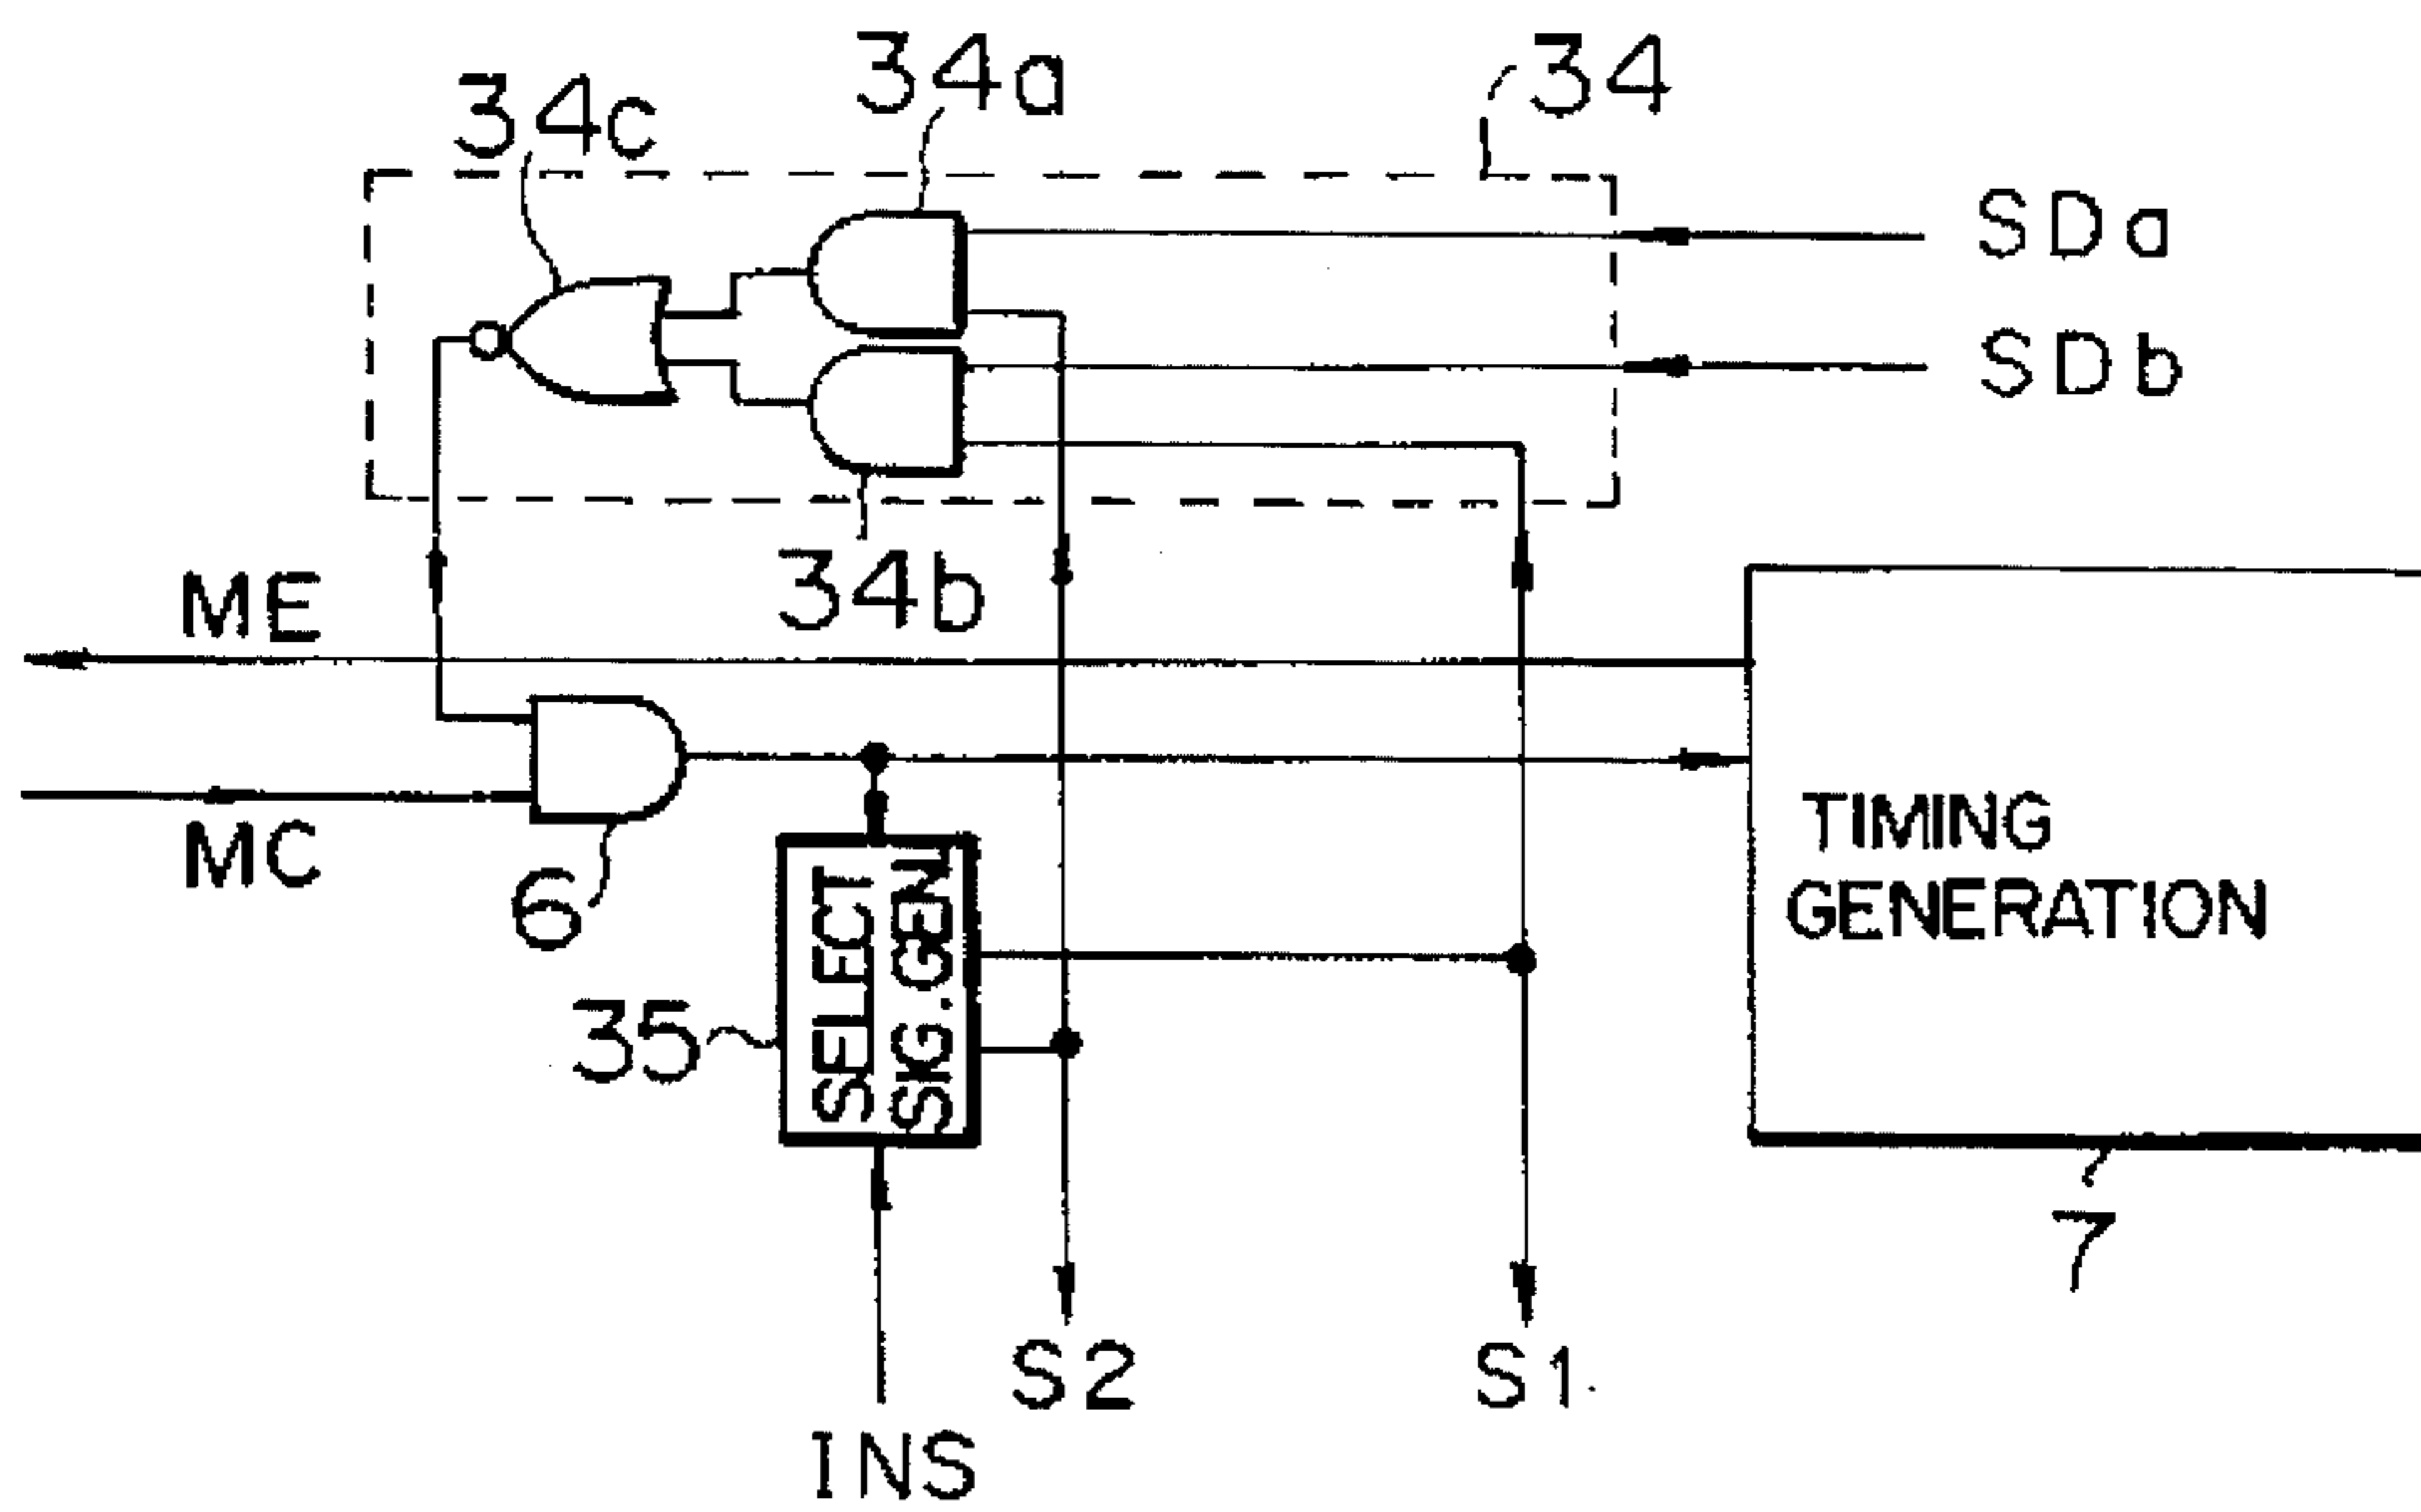 34c
34a
34
SDa
SDb
34b
ME
MC
6
TIMING
GENERATION
SELECT
SIG.GEN
35
7
S2
S1
INS